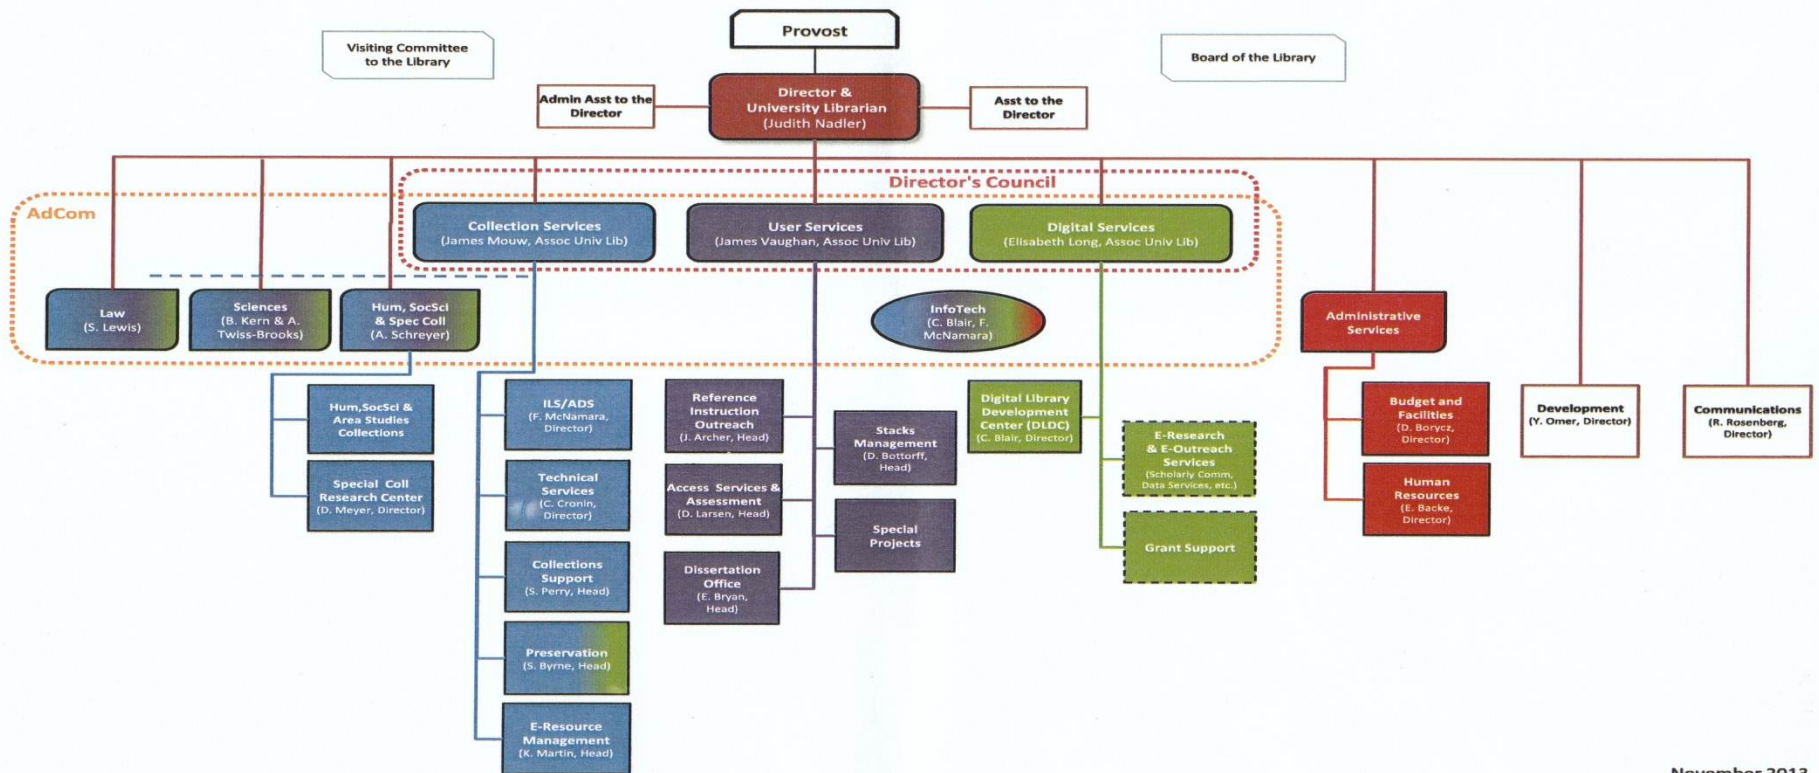 Provost
Visiting Committee
to the Library
Board of the Library
Admin Asst to the
Director
Director &
University Librarian
(Judith Nadler)
Asst to the
Director
Director's Council
AdCom
Collection Services
(James Mouw, Assoc Univ Lib)
User Services
(James Vaughan, Assoc Univ Lib)
Digital Services
(Elisabeth Long, Assoc Univ Lib)
Law
(S. Lewis)
Sciences
(B. Kern & A.
Twiss-Brooks)
Hum, SocSci
& Spec Coll
(A. Schreyer)
InfoTech
(C. Blair, F.
McNamara)
Administrative
Services
Hum,SocSci &
Area Studies
Collections
Special Coll
Research Center
(D. Meyer, Director)
ILS/ADS
(F. McNamara,
Director)
Technical
Services
(C. Cronin,
Director)
Collections
Support
(S. Perry, Head)
Preservation
(S. Byrne, Head)
E-Resource
Management
(K. Martin, Head)
Reference
Instruction
Outreach
(J. Archer, Head)
Access Services &
Assessment
(D. Larsen, Head)
Dissertation
Office
(E. Bryan,
Head)
Stacks
Management
(D. Bottorff,
Head)
Special
Projects
Digital Library
Development
Center (DLDC)
(C. Blair, Director)
E-Research
& E-Outreach
Services
(Scholarly Comm,
Data Services, etc.)
Grant Support
Budget and
Facilities
(D. Borycz,
Director)
Human
Resources
(E. Backe,
Director)
Development
(Y. Omer, Director)
Communications
(R. Rosenberg,
Director)